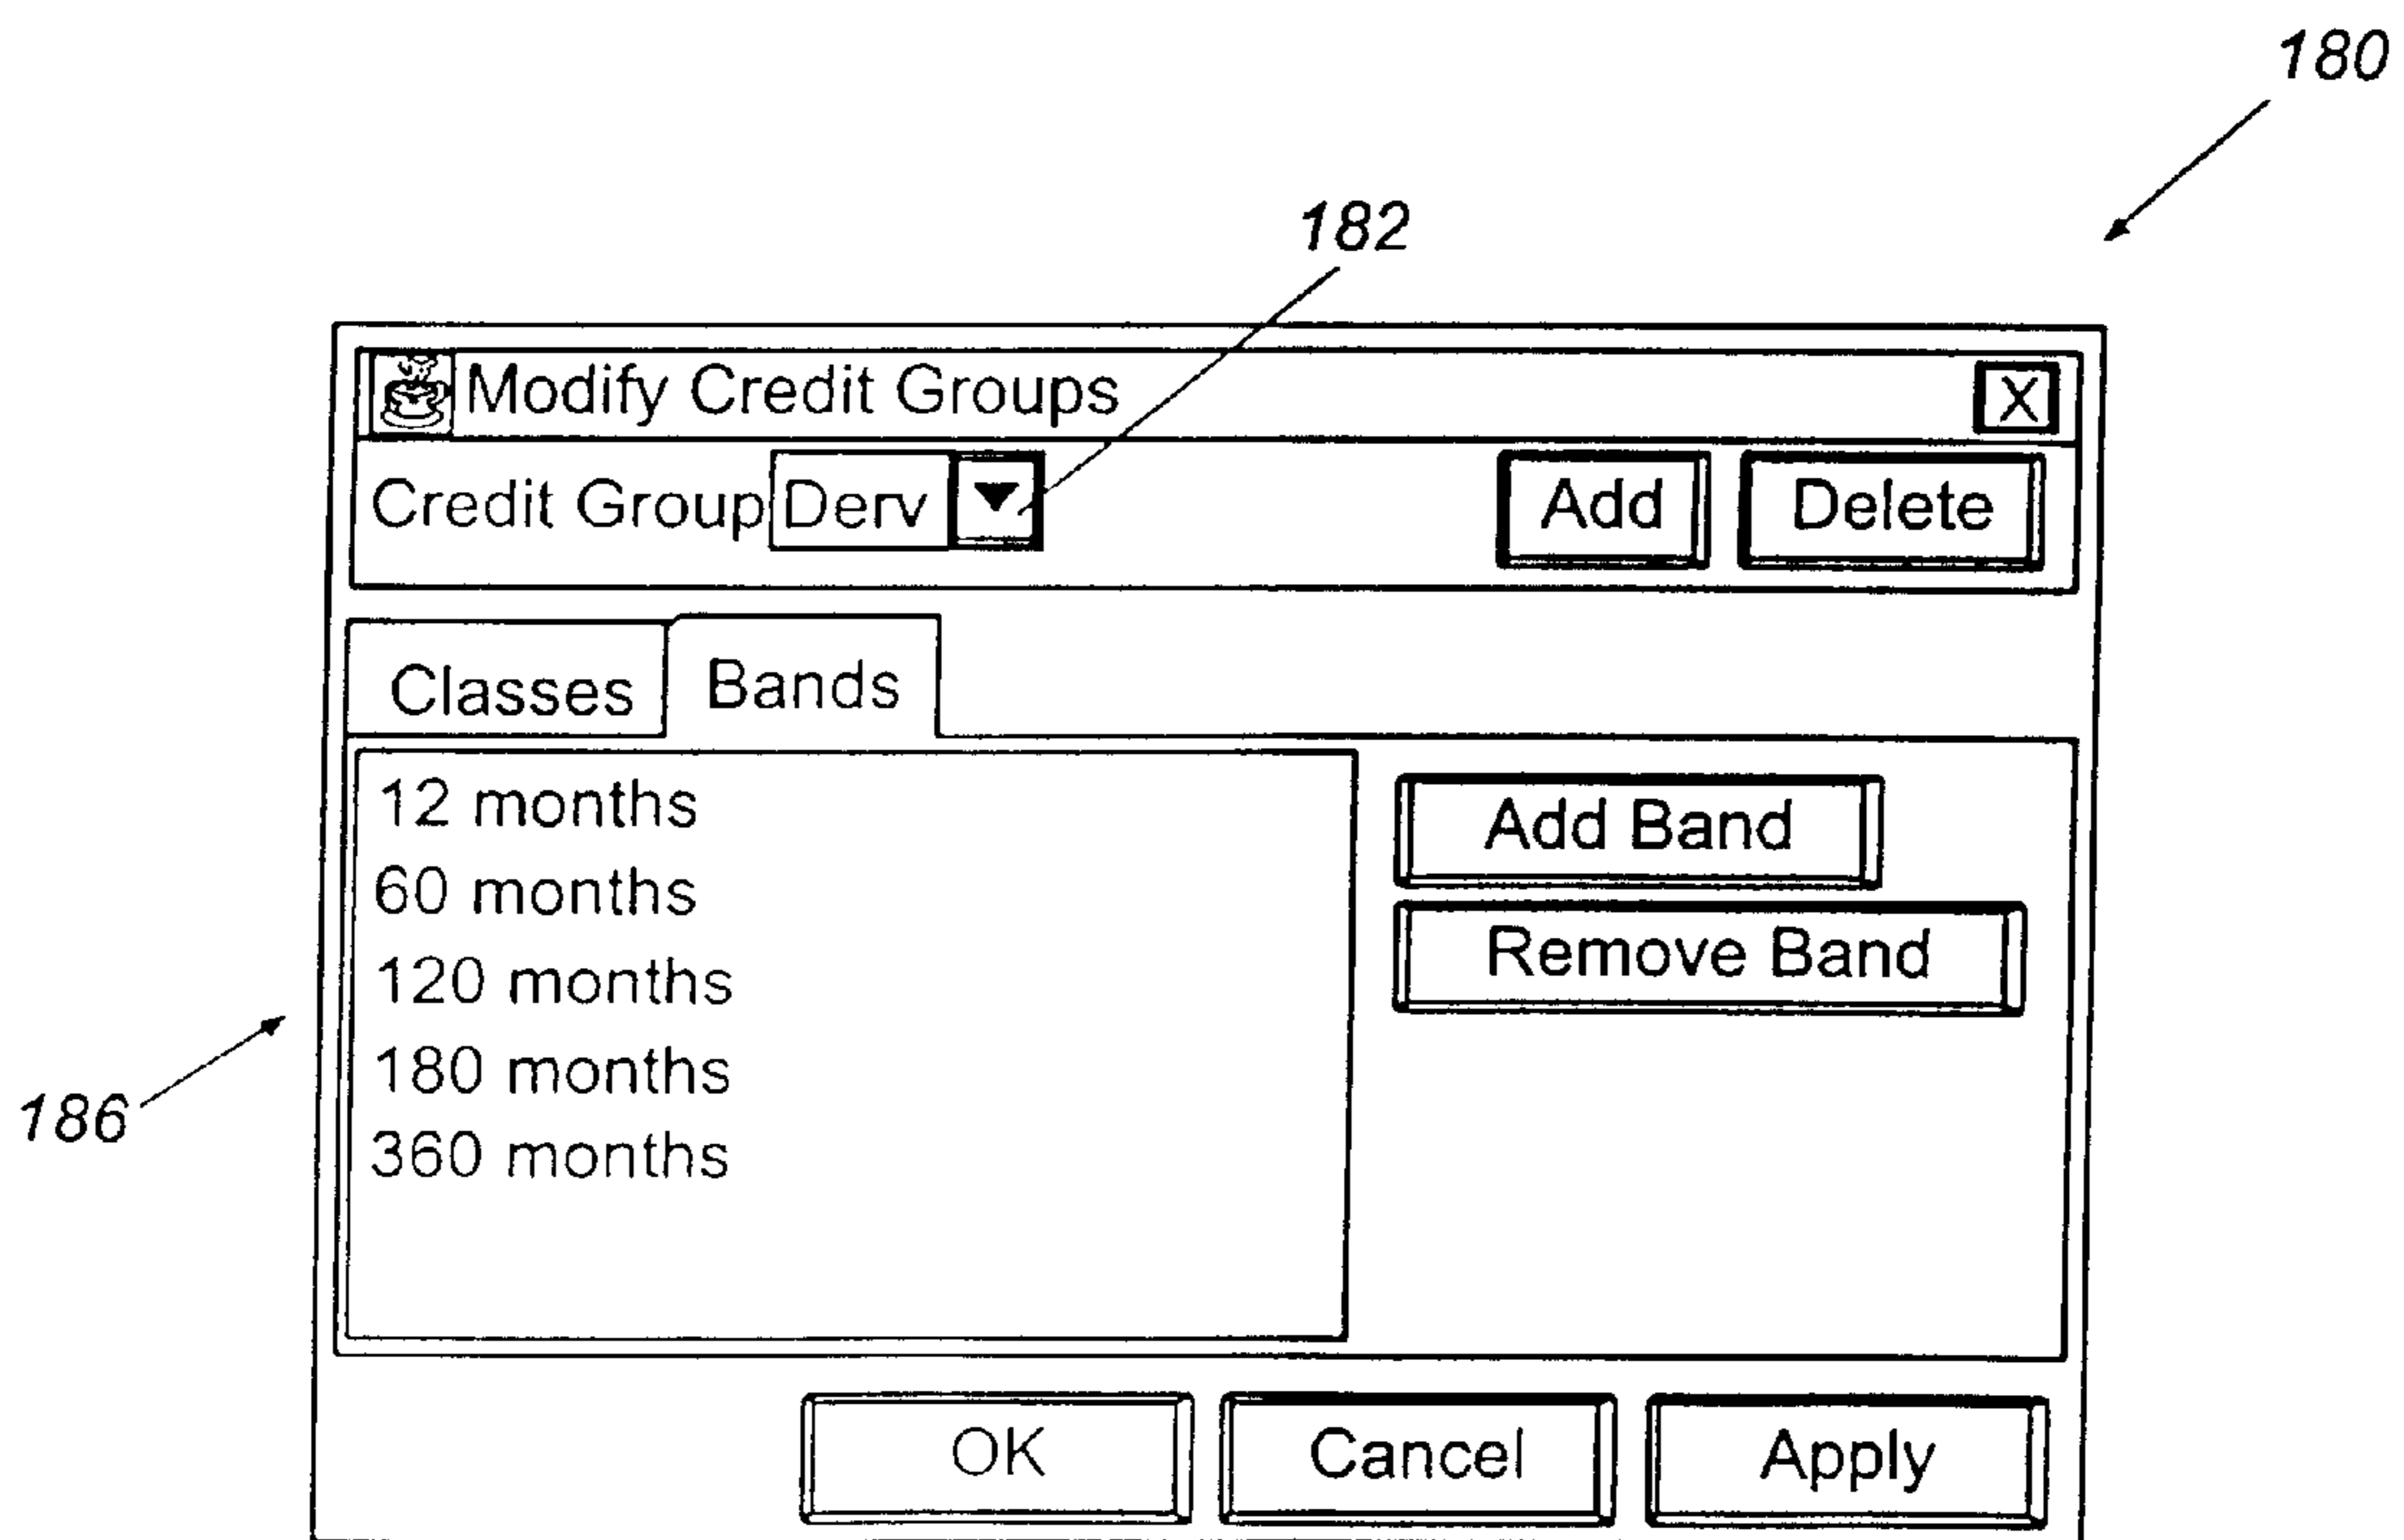 180
182
Modify Credit Groups X
Credit Group Derv Add Delete
Classes Bands
12 months
60 months
120 months
180 months
360 months
Add Band
Remove Band
186
OK Cancel Apply